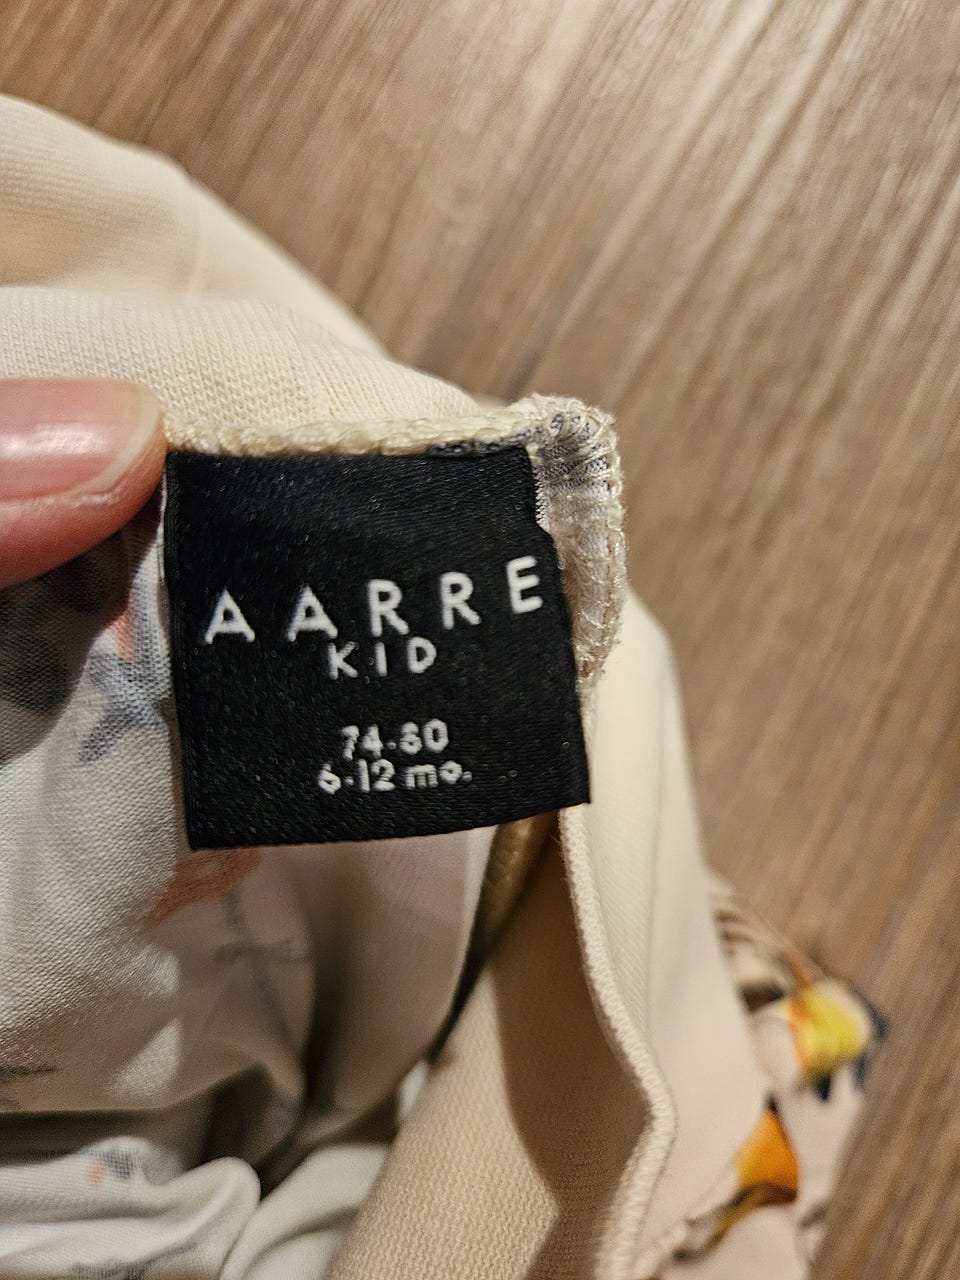 AARRE
KID
74-80
6-12 mo.